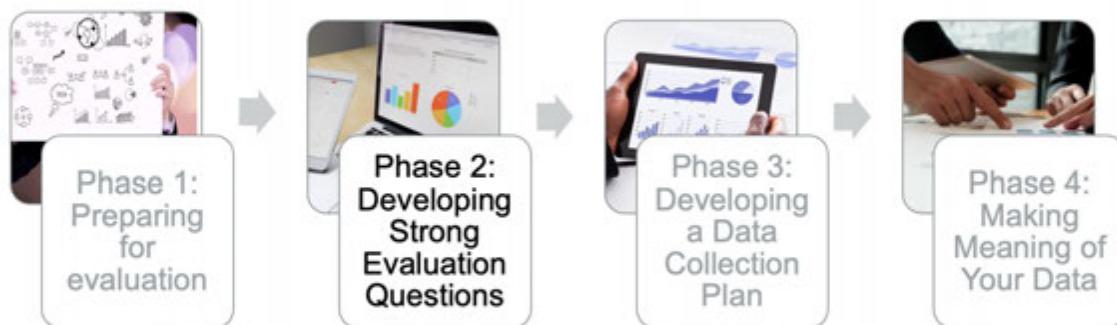 Phase 1:
Preparing
for
evaluation
Phase 2:
Developing
Strong
Evaluation
Questions
Phase 3:
Developing
a Data
Collection
Plan
Phase 4:
Making
Meaning of
Your Data